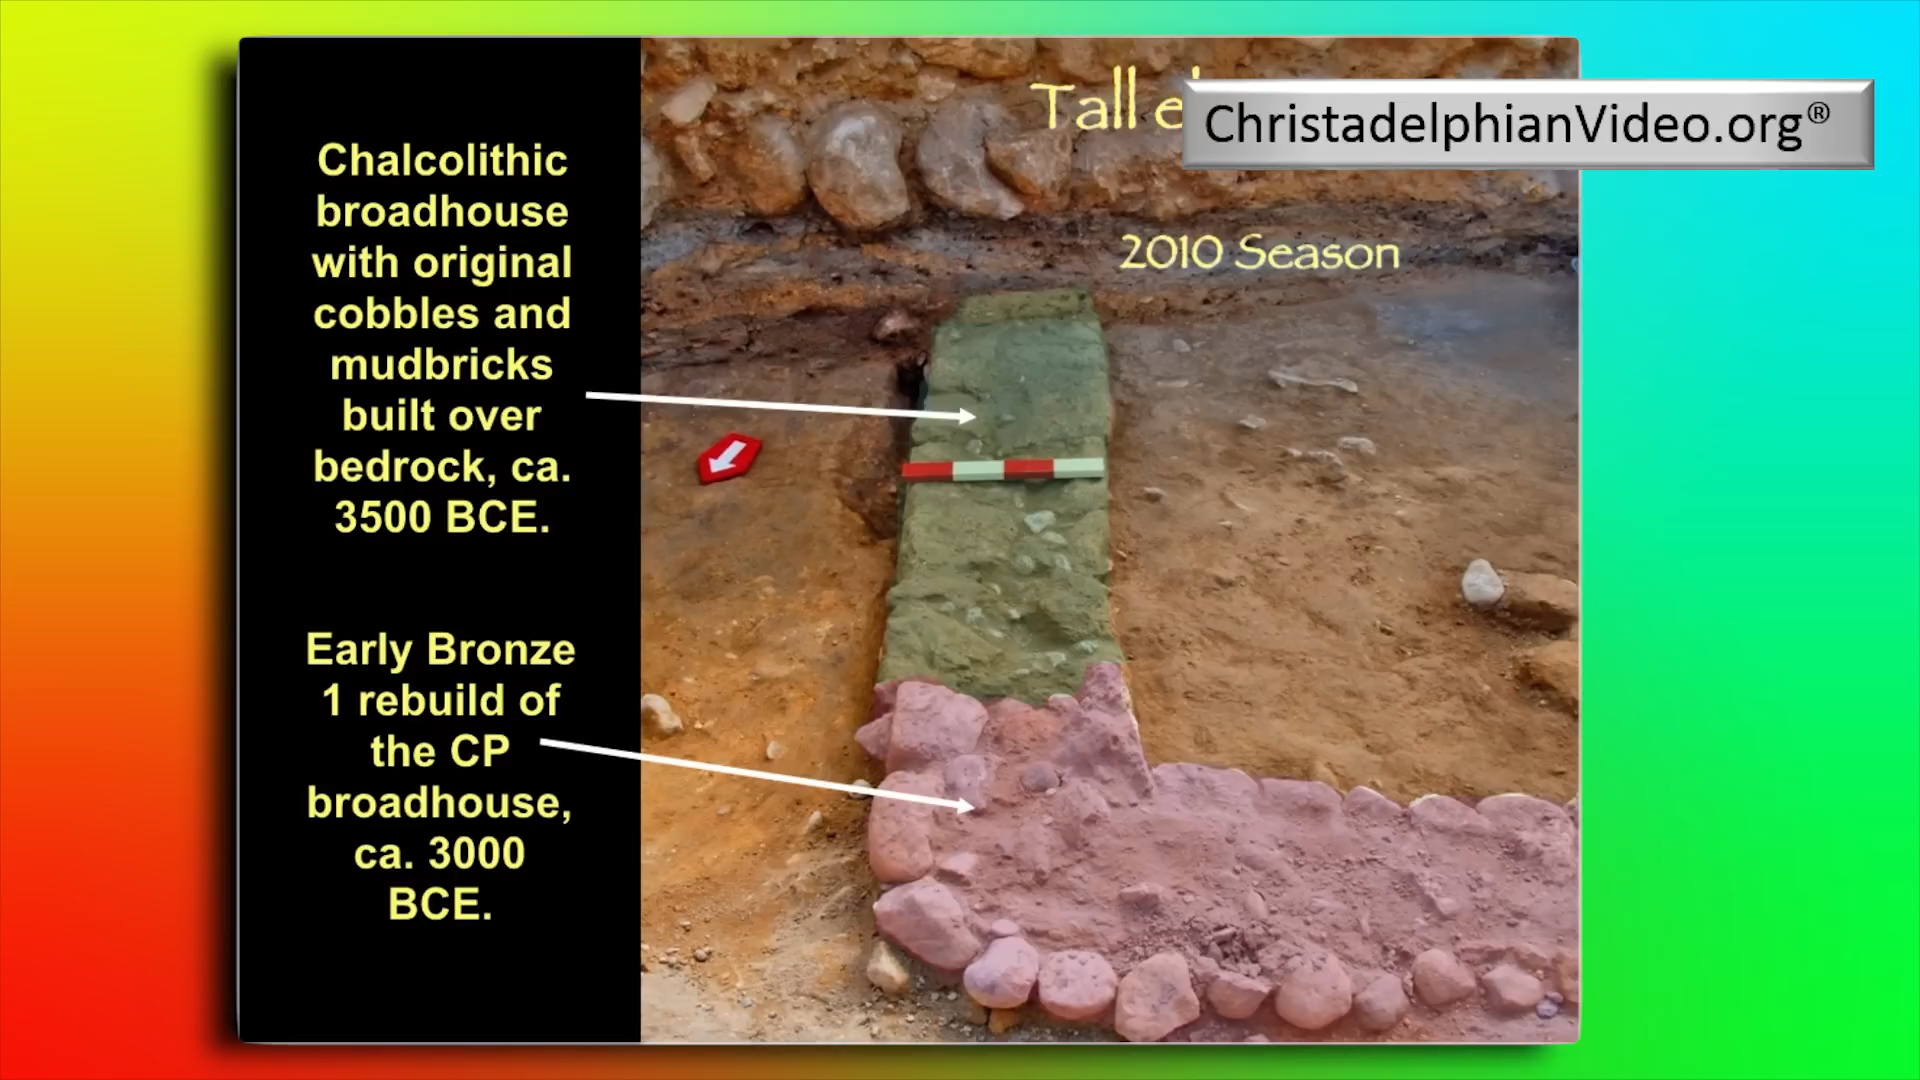 Tall
ChristadelphianVideo.org®
2010 Season
Chalcolithic
broadhouse
with original
cobbles and
mudbricks
built over
bedrock, ca.
3500 BCE.
Early Bronze
1 rebuild of
the CP
broadhouse,
ca. 3000
BCE.